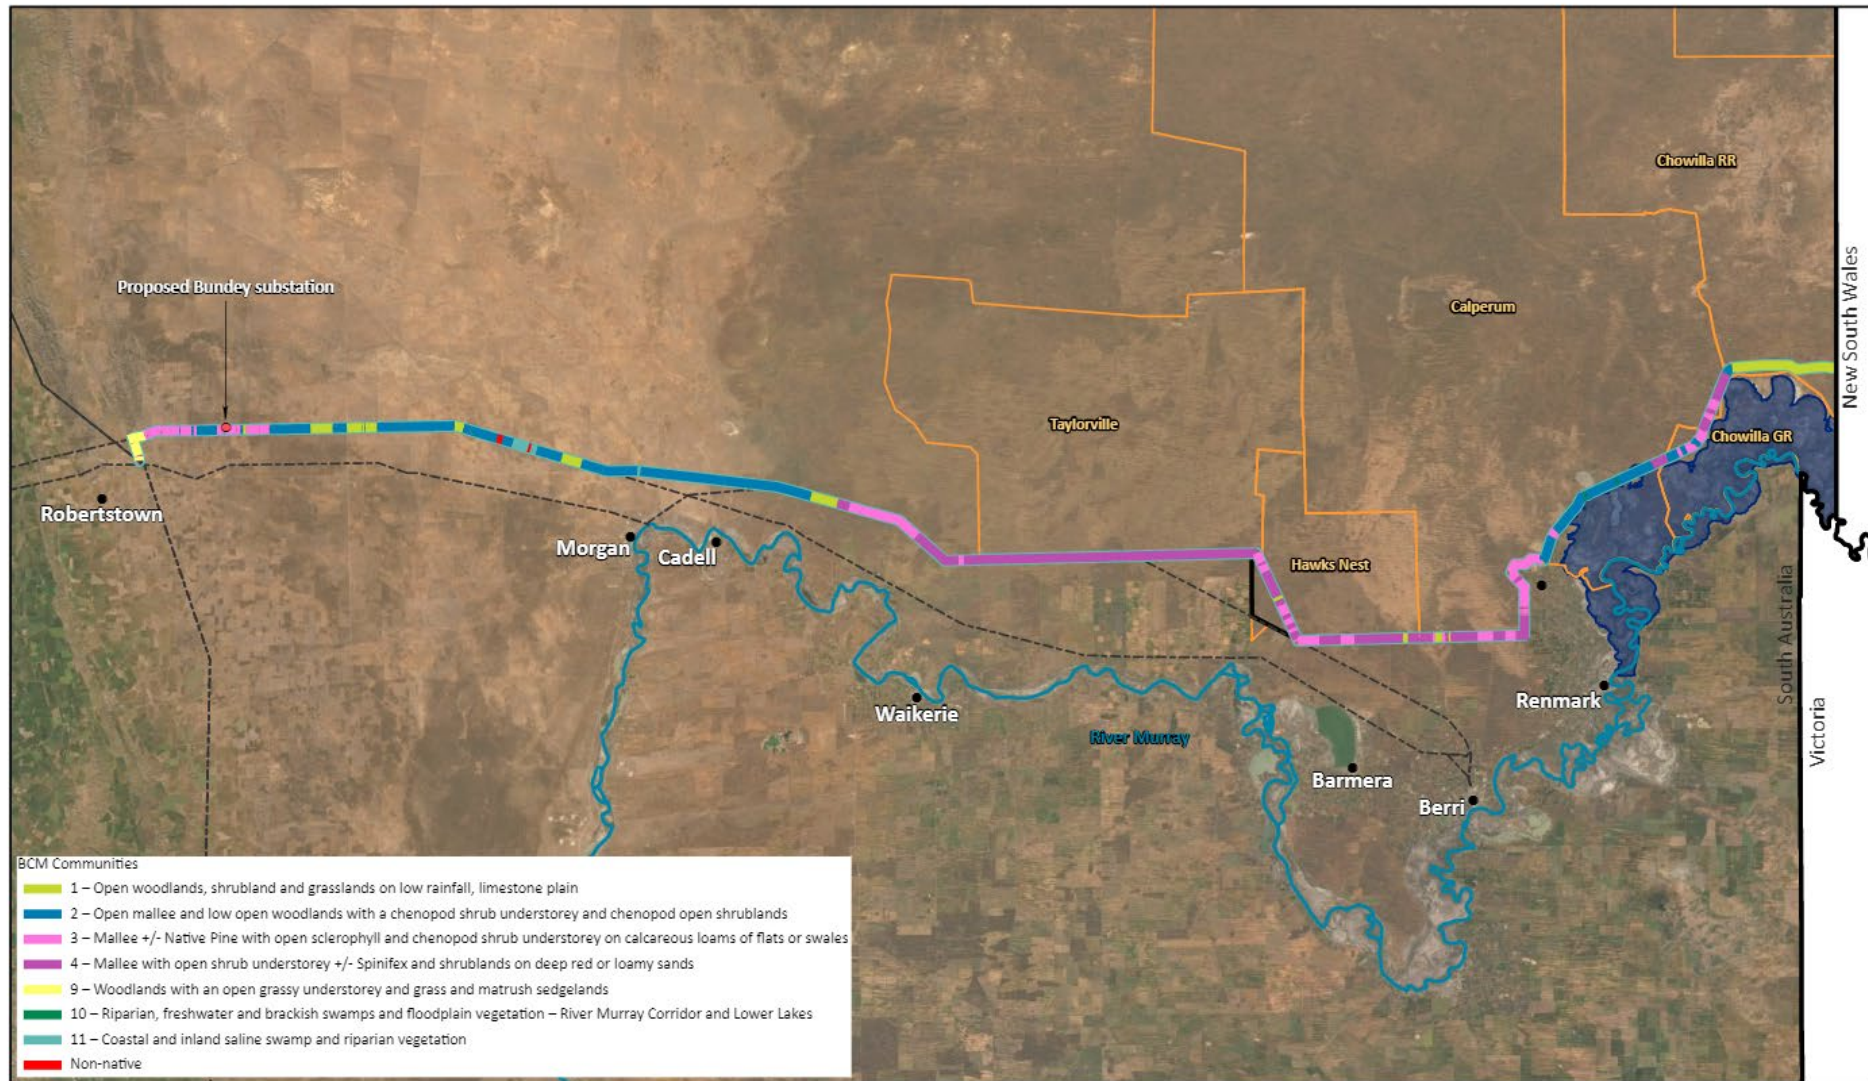 Chowilla RR
New South Wales
Proposed Bundey substation
Calperum
Taylorville
Chowilla GR
Robertstown
Morgan
Cadell
Hawks Nest
South Australia
Renmark
Victoria
Waikerie
River Murray
Barmera
Berri
BCM Communities
1 – Open woodlands, shrubland and grasslands on low rainfall, limestone plain
2 – Open mallee and low open woodlands with a chenopod shrub understorey and chenopod open shrublands
3 – Mallee +/- Native Pine with open sclerophyll and chenopod shrub understorey on calcareous loams of flats or swales
4 – Mallee with open shrub understorey +/- Spinifex and shrublands on deep red or loamy sands
9 – Woodlands with an open grassy understorey and grass and matrush sedgelands
10 – Riparian, freshwater and brackish swamps and floodplain vegetation – River Murray Corridor and Lower Lakes
11 – Coastal and inland saline swamp and riparian vegetation
Non-native